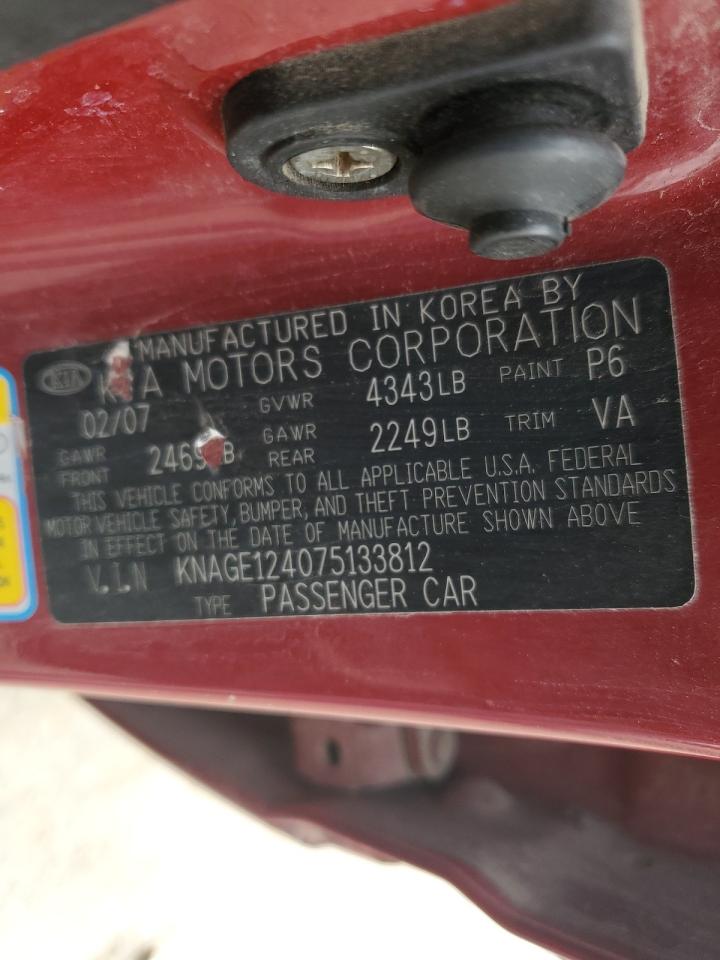 MANUFACTURED IN KOREA BY
KIA KIA MOTORS CORPORATION
02/07 GVWR 4343LB PAINT P6
GAWR FRONT GAWR REAR 2249LB TRIM VA
THIS VEHICLE CONFORMS TO ALL APPLICABLE U.S.A. FEDERAL
MOTOR VEHICLE SAFETY, BUMPER, AND THEFT PREVENTION STANDARDS
IN EFFECT ON THE DATE OF MANUFACTURE SHOWN ABOVE
V.I.N KNAGE124075133812
TYPE PASSENGER CAR